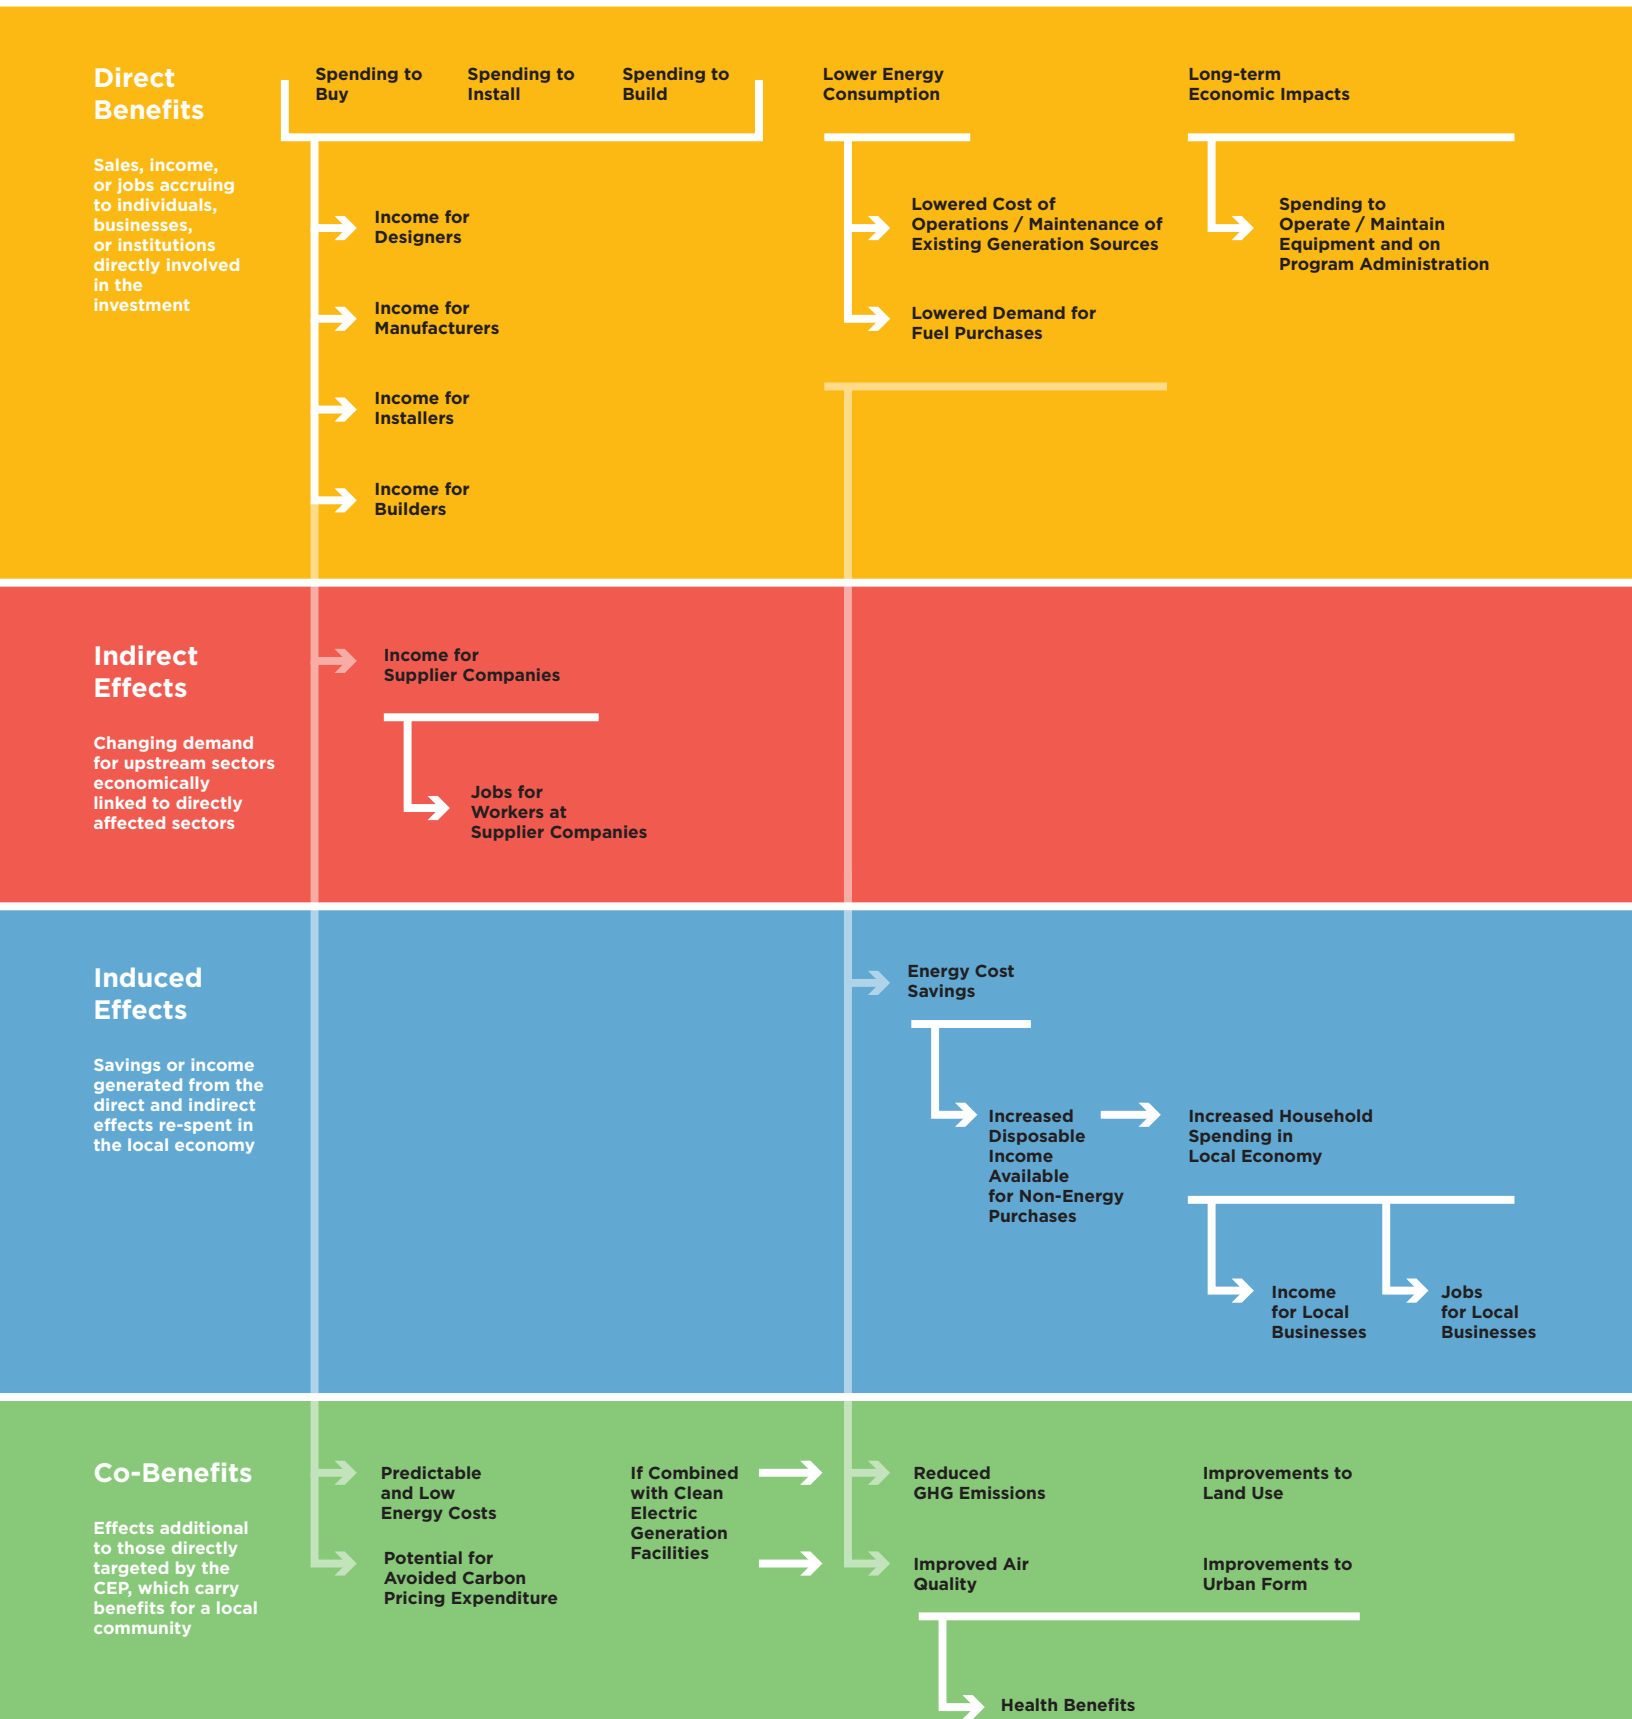 Direct
Benefits
Sales, income,
or jobs accruing
to individuals,
businesses,
or institutions
directly involved
in the
investment
Spending to
Buy
Spending to
Install
Spending to
Build
Income for
Designers
Income for
Manufacturers
Income for
Installers
Income for
Builders
Lower Energy
Consumption
Lowered Cost of
Operations / Maintenance of
Existing Generation Sources
Lowered Demand for
Fuel Purchases
Long-term
Economic Impacts
Spending to
Operate / Maintain
Equipment and on
Program Administration
Indirect
Effects
Changing demand
for upstream sectors
economically
linked to directly
affected sectors
Income for
Supplier Companies
Jobs for
Workers at
Supplier Companies
Induced
Effects
Savings or income
generated from the
direct and indirect
effects re-spent in
the local economy
Energy Cost
Savings
Increased
Disposable
Income
Available
for Non-Energy
Purchases
Increased Household
Spending in
Local Economy
Income
for Local
Businesses
Jobs
for Local
Businesses
Co-Benefits
Effects additional
to those directly
targeted by the
CEP, which carry
benefits for a local
community
Predictable
and Low
Energy Costs
Potential for
Avoided Carbon
Pricing Expenditure
If Combined
with Clean
Electric
Generation
Facilities
Reduced
GHG Emissions
Improved Air
Quality
Improvements to
Land Use
Improvements to
Urban Form
Health Benefits